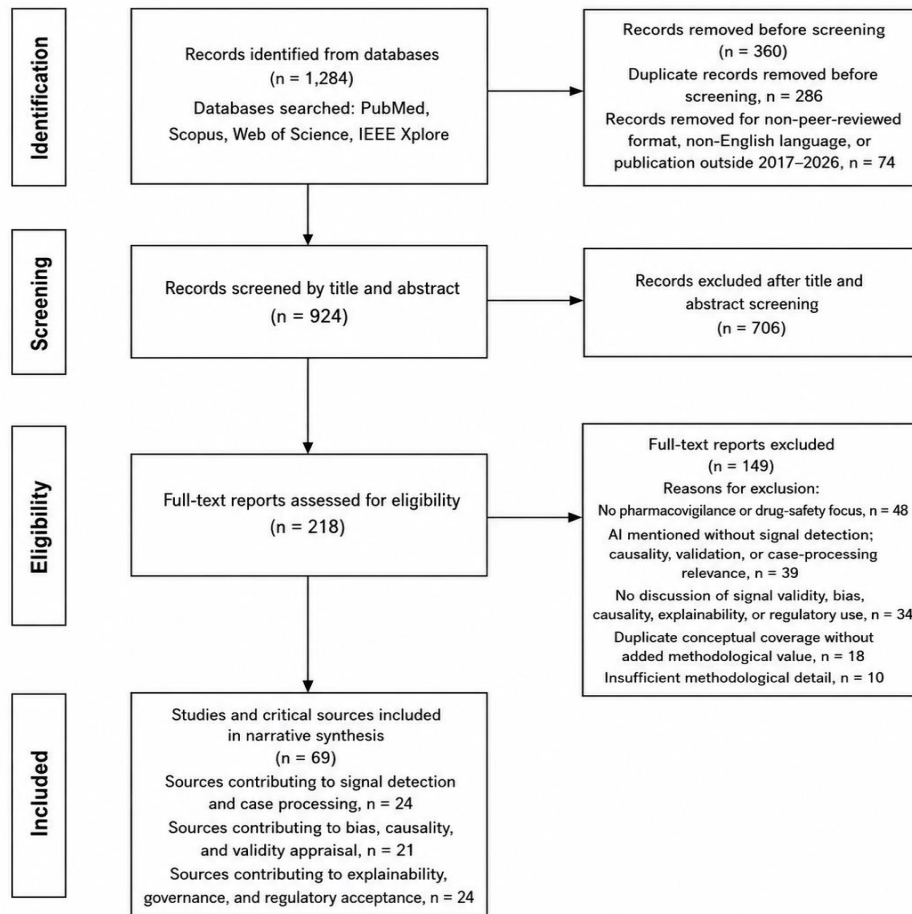 Identification
Records identified from databases
(n = 1,284)
Databases searched: PubMed,
Scopus, Web of Science, IEEE Xplore
Records removed before screening
(n = 360)
Duplicate records removed before
screening, n = 286
Records removed for non-peer-reviewed
format, non-English language, or
publication outside 2017–2026, n = 74
Screening
Records screened by title and abstract
(n = 924)
Records excluded after title and
abstract screening
(n = 706)
Eligibility
Full-text reports assessed for eligibility
(n = 218)
Full-text reports excluded
(n = 149)
Reasons for exclusion:
No pharmacovigilance or drug-safety focus, n = 48
AI mentioned without signal detection;
causality, validation, or case-processing
relevance, n = 39
No discussion of signal validity, bias,
causality, explainability, or regulatory use, n = 34
Duplicate conceptual coverage without
added methodological value, n = 18
Insufficient methodological detail, n = 10
Included
Studies and critical sources included
in narrative synthesis
(n = 69)
Sources contributing to signal detection
and case processing, n = 24
Sources contributing to bias, causality,
and validity appraisal, n = 21
Sources contributing to explainability,
governance, and regulatory acceptance, n = 24